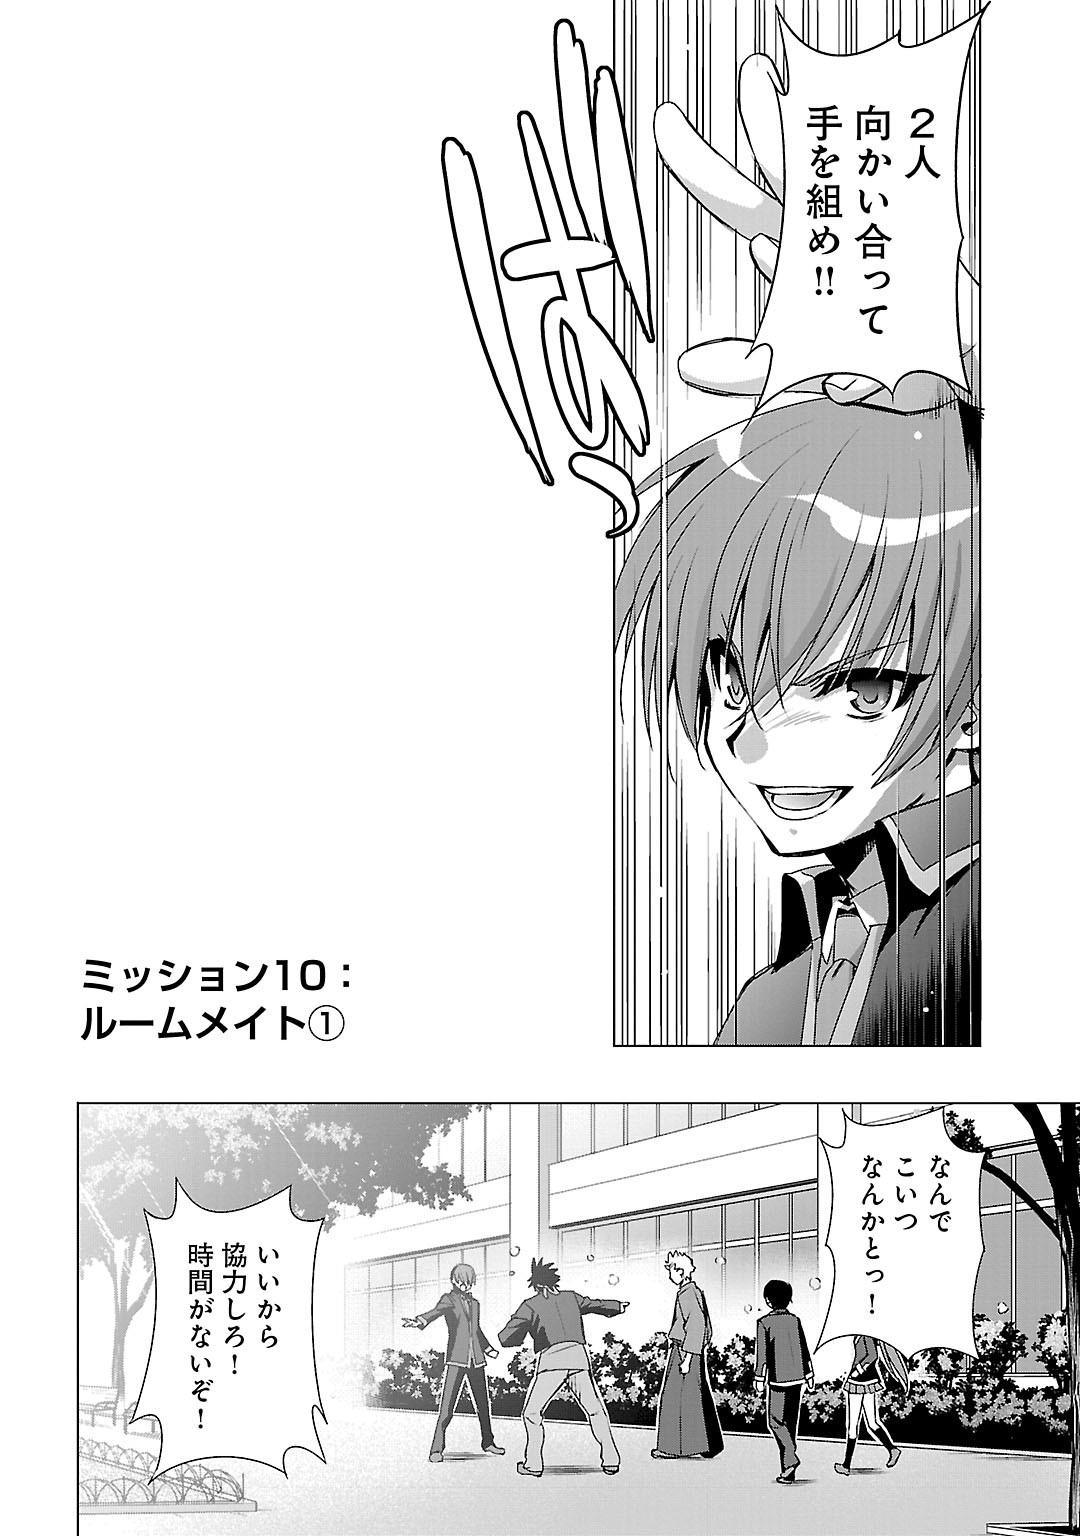 2人
向かい合って
手を組め!!
ばっ
ミッション10：
ルームメイト①
なんで
こいつ
なんかとっ！
いいから
協力しろ！
時間がないぞ！